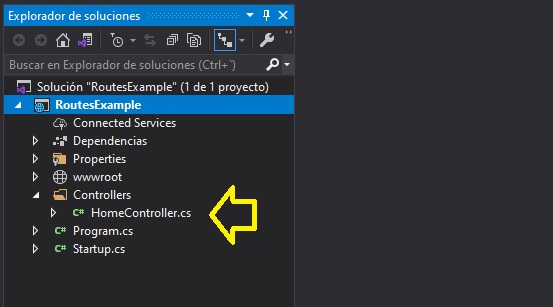 Explorador de soluciones
Buscar en Explorador de soluciones (Ctrl+¨)
Solución "RoutesExample" (1 de 1 proyecto)
RoutesExample
Connected Services
Dependencias
Properties
wwwroot
Controllers
C# HomeController.cs
C# Program.cs
C# Startup.cs